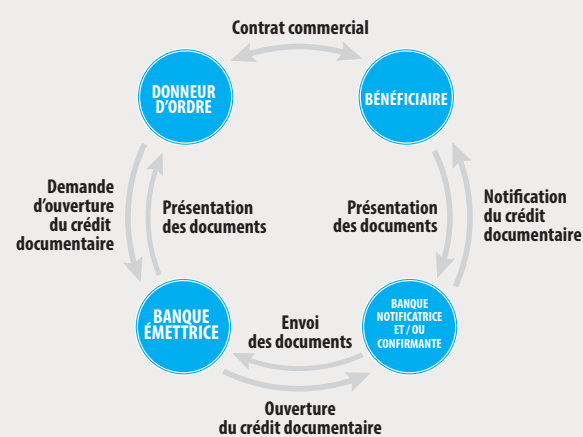 Contrat commercial
DONNEUR
D'ORDRE
BÉNÉFICIAIRE
Demande
d'ouverture
du crédit
documentaire
Présentation
des documents
Présentation
des documents
Notification
du crédit
documentaire
BANQUE
ÉMETTRICE
Envoi
des documents
BANQUE
NOTIFICATRICE
ET / OU
CONFIRMANTE
Ouverture
du crédit documentaire